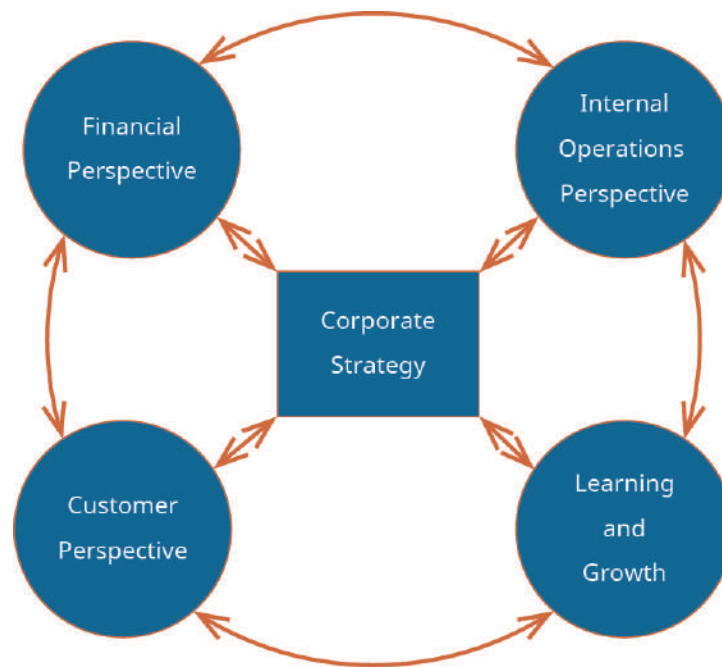 Financial
Perspective
Internal
Operations
Perspective
Corporate
Strategy
Customer
Perspective
Learning
and
Growth